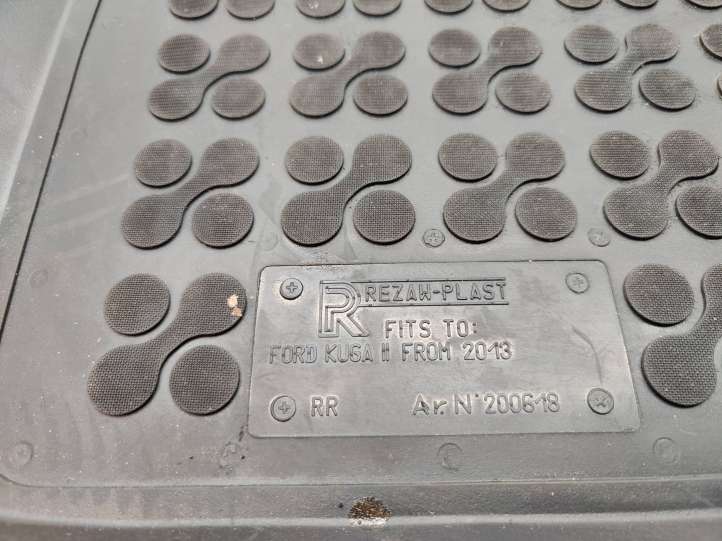 REZAW-PLAST
FITS TO:
FORD KUGA II FROM 2013
RR Ar. N° 200618